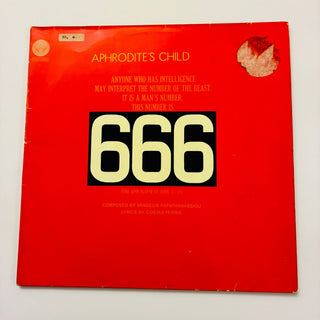 APHRODITE'S CHILD
ANYONE WHO HAS INTELLIGENCE
MAY INTERPRET THE NUMBER OF THE BEAST.
IT IS A MAN'S NUMBER.
THIS NUMBER IS
666
COMPOSED BY VANGELIS PAPATHANASSIOU
LYRICS BY COSTAS FERRIS